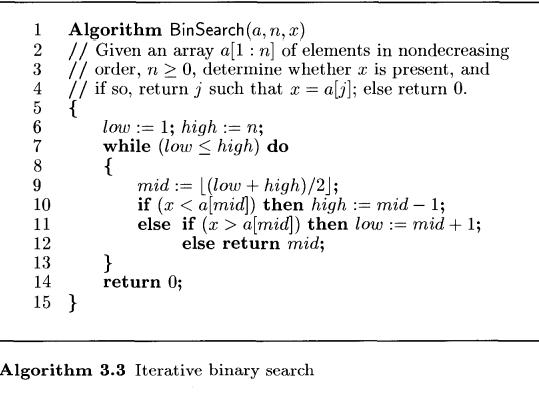 1 Algorithm BinSearch(a, n, x)
2 // Given an array a[1 : n] of elements in nondecreasing
3 // order, n ≥ 0, determine whether x is present, and
4 // if so, return j such that x = a[j]; else return 0.
5 {
6 low := 1; high := n;
7 while (low ≤ high) do
8 {
9 mid := ⌊(low + high)/2⌋;
10 if (x < a[mid]) then high := mid − 1;
11 else if (x > a[mid]) then low := mid + 1;
12 else return mid;
13 }
14 return 0;
15 }
Algorithm 3.3 Iterative binary search